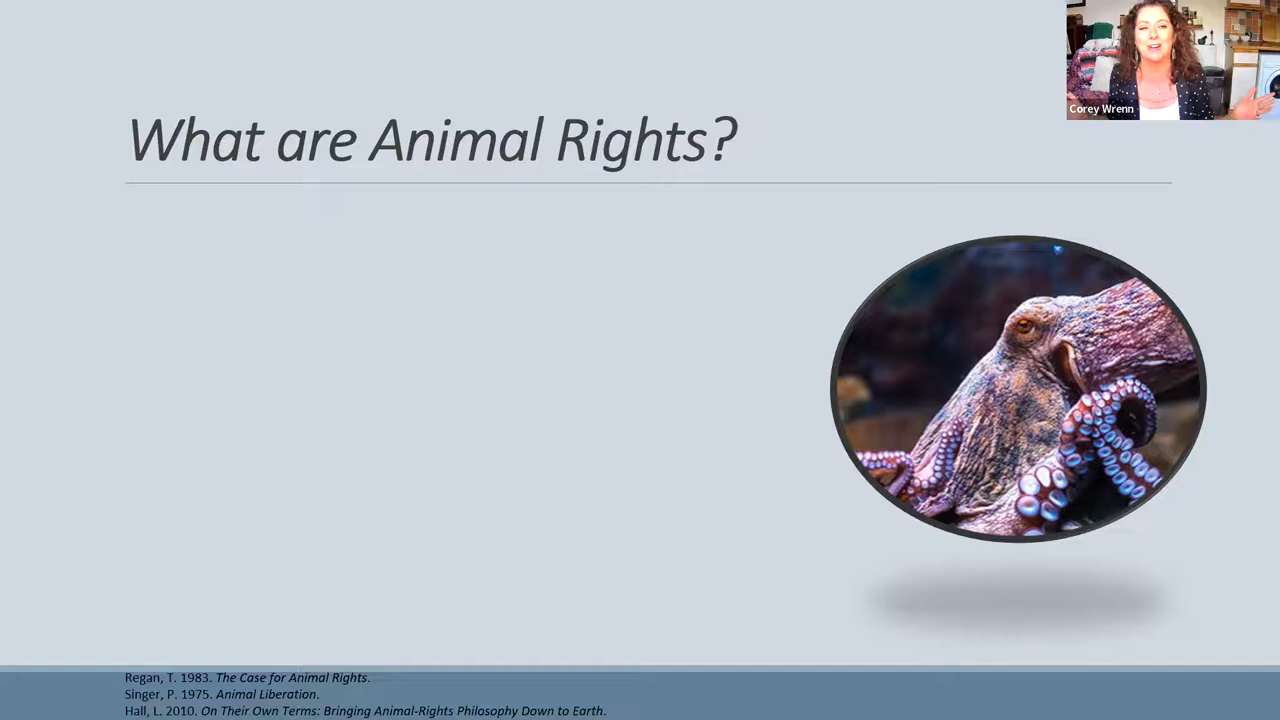 Corey Wrenn
What are Animal Rights?
Regan, T. 1983. The Case for Animal Rights.
Singer, P. 1975. Animal Liberation.
Hall, L. 2010. On Their Own Terms: Bringing Animal-Rights Philosophy Down to Earth.